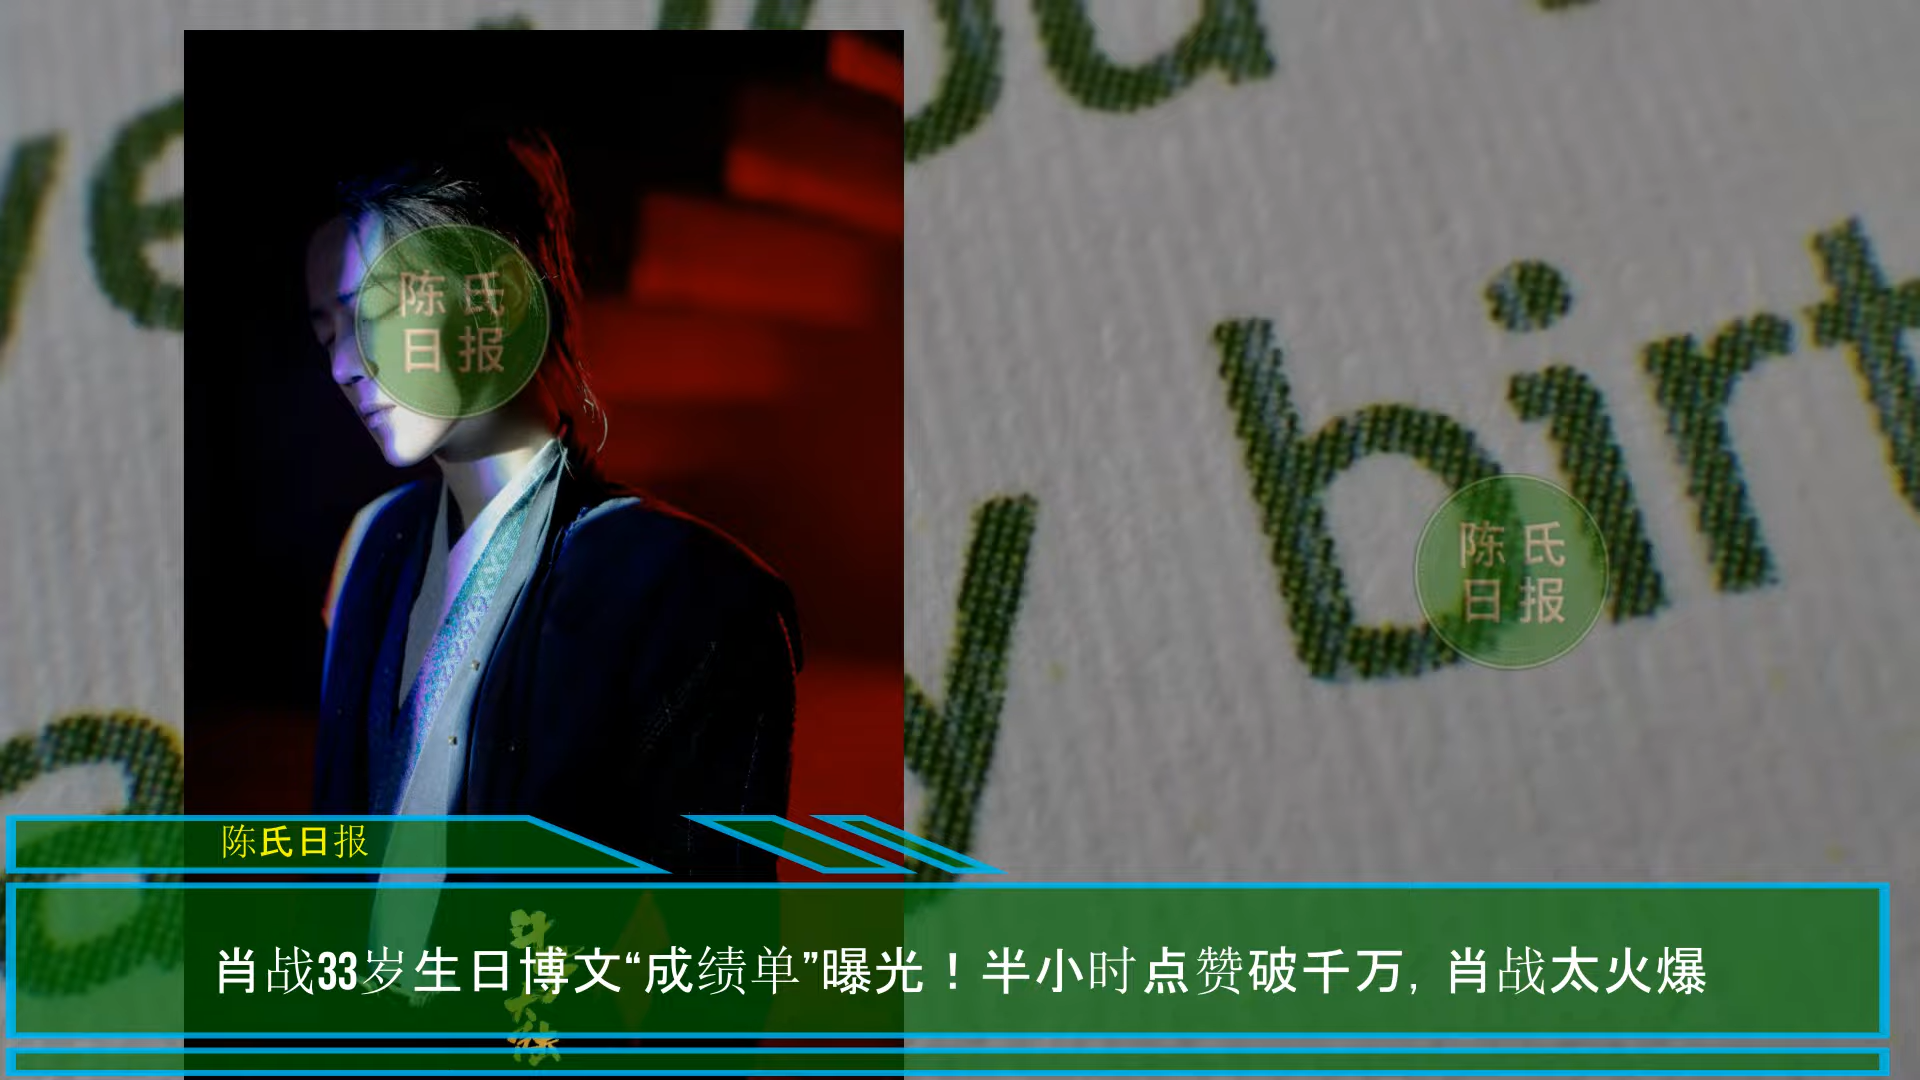 birt
陈氏
日报
陈氏
日报
陈氏日报
肖战33岁生日博文“成绩单”曝光！半小时点赞破千万, 肖战太火爆